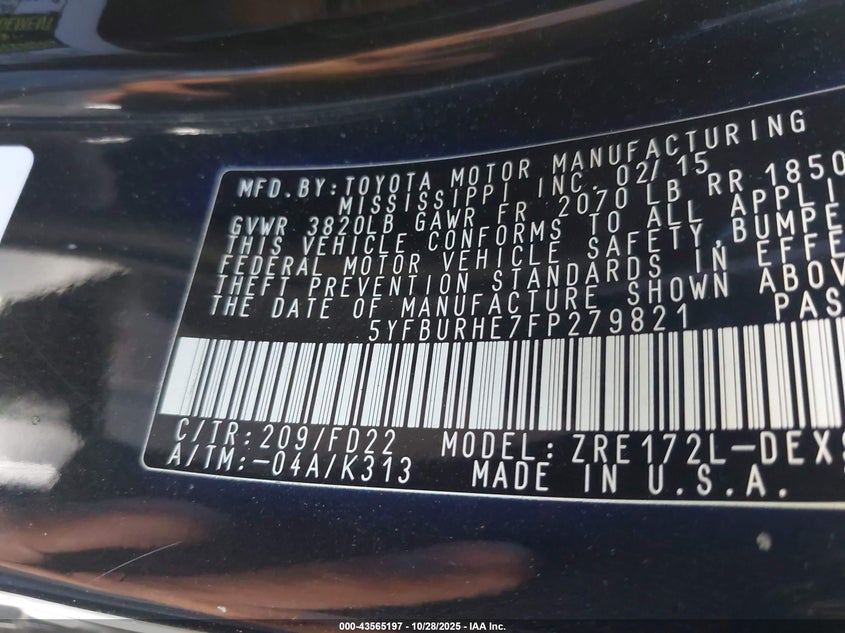 MFD.BY:TOYOTA MOTOR MANUFACTURING
MISSISSIPPI INC. 02/15
GVWR 3820LB GAWR FR 2070 LB RR 1850
THIS VEHICLE CONFORMS TO ALL APPLI
FEDERAL MOTOR VEHICLE SAFETY,BUMPE
THEFT PREVENTION STANDARDS IN EFFE
THE DATE OF MANUFACTURE SHOWN ABOV
5YFBURHE7FP279821 PAS
C/TR:209/FD22 MODEL:ZRE172L-DEXS
A/TM:-04A/K313 MADE IN U.S.A.
000-43565197 - 10/28/2025 - IAA Inc.